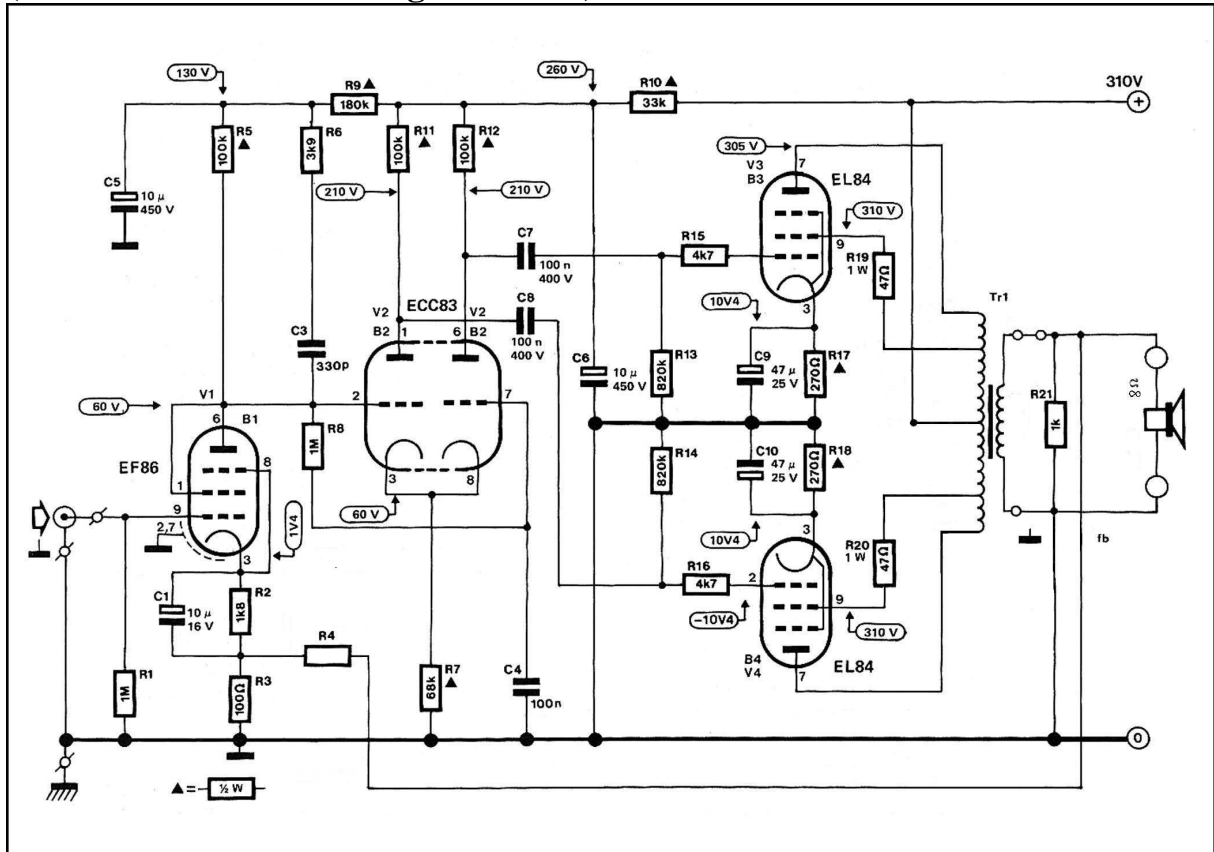 130 V
R9 ▲
180k
260 V
R10 ▲
33k
310V
+
R5
▲
100k
R6
3k9
R11
▲
100k
R12
▲
100k
305 V
7
V3
B3
EL84
C5
10 µ
450 V
210 V
210 V
310 V
9
R15
4k7
C7
100 n
400 V
R19
1 W
47Ω
C8
100 n
400 V
ECC83
V2
B2 1
V2
6 B2
10V4
3
Tr1
C3
330p
C6
10 µ
450 V
R13
820k
C9
47 µ
25 V
R17
▲
270Ω
8Ω
R21
1k
60 V
V1
6
B1
2
7
R8
1M
EF86
8
1
9
2,7
3
1V4
3
8
60 V
R14
820k
C10
47 µ
25 V
R18
▲
270Ω
10V4
3
R20
1 W
47Ω
fb
R16
4k7
2
9
-10V4
310 V
B4
V4
EL84
7
C1
10 µ
16 V
R2
1k8
R4
R1
1M
R3
100Ω
R7
▲
68k
C4
100n
0
▲ = ½ W